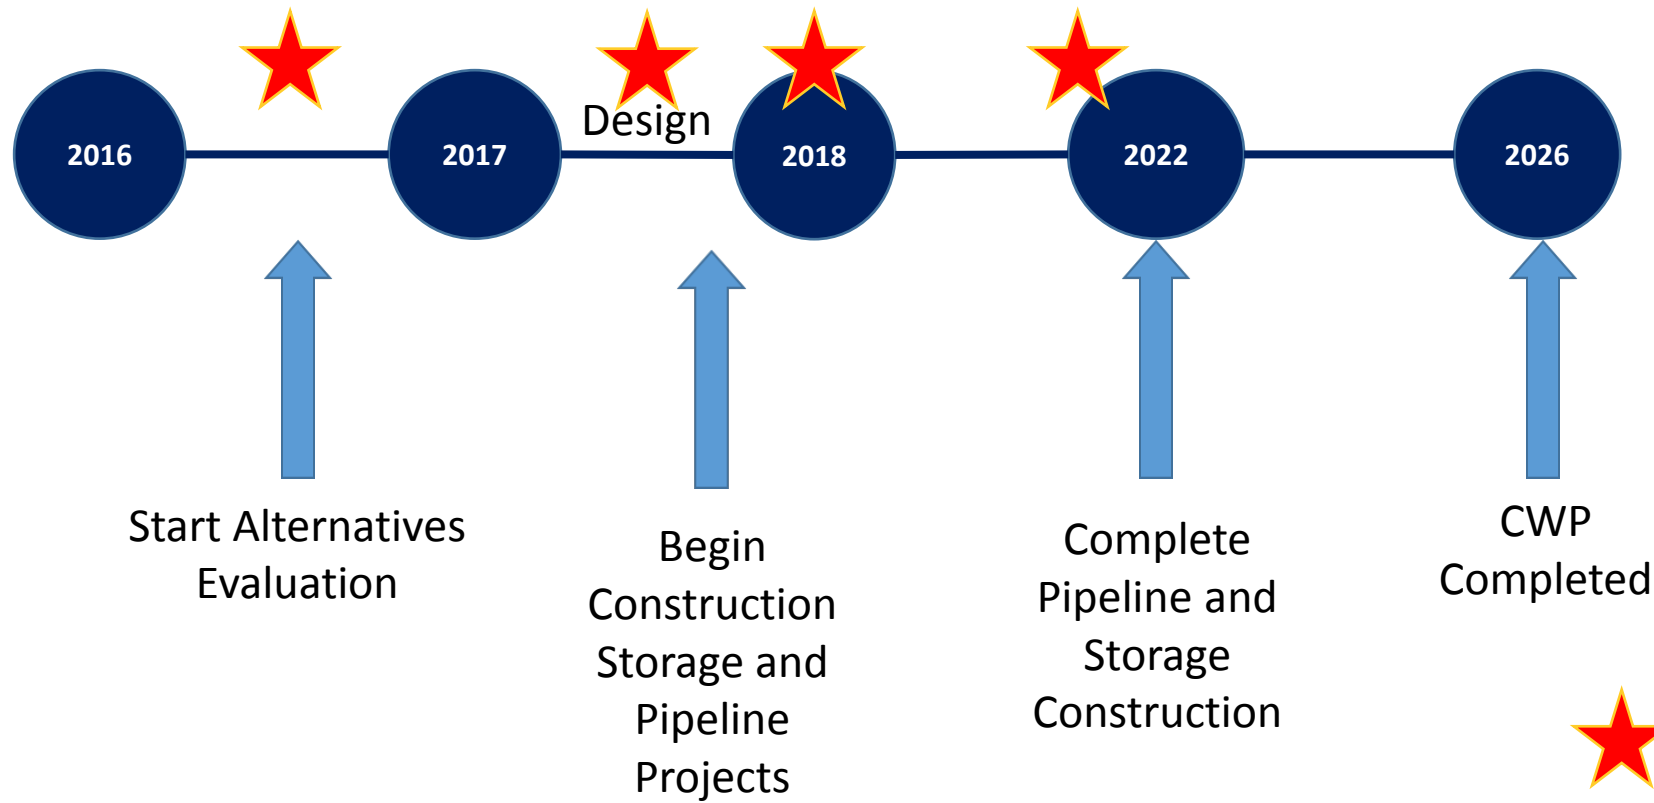 Design
2016
2017
2018
2022
2026
Start Alternatives
Evaluation
Begin
Construction
Storage and
Pipeline
Projects
Complete
Pipeline and
Storage
Construction
CWP
Completed